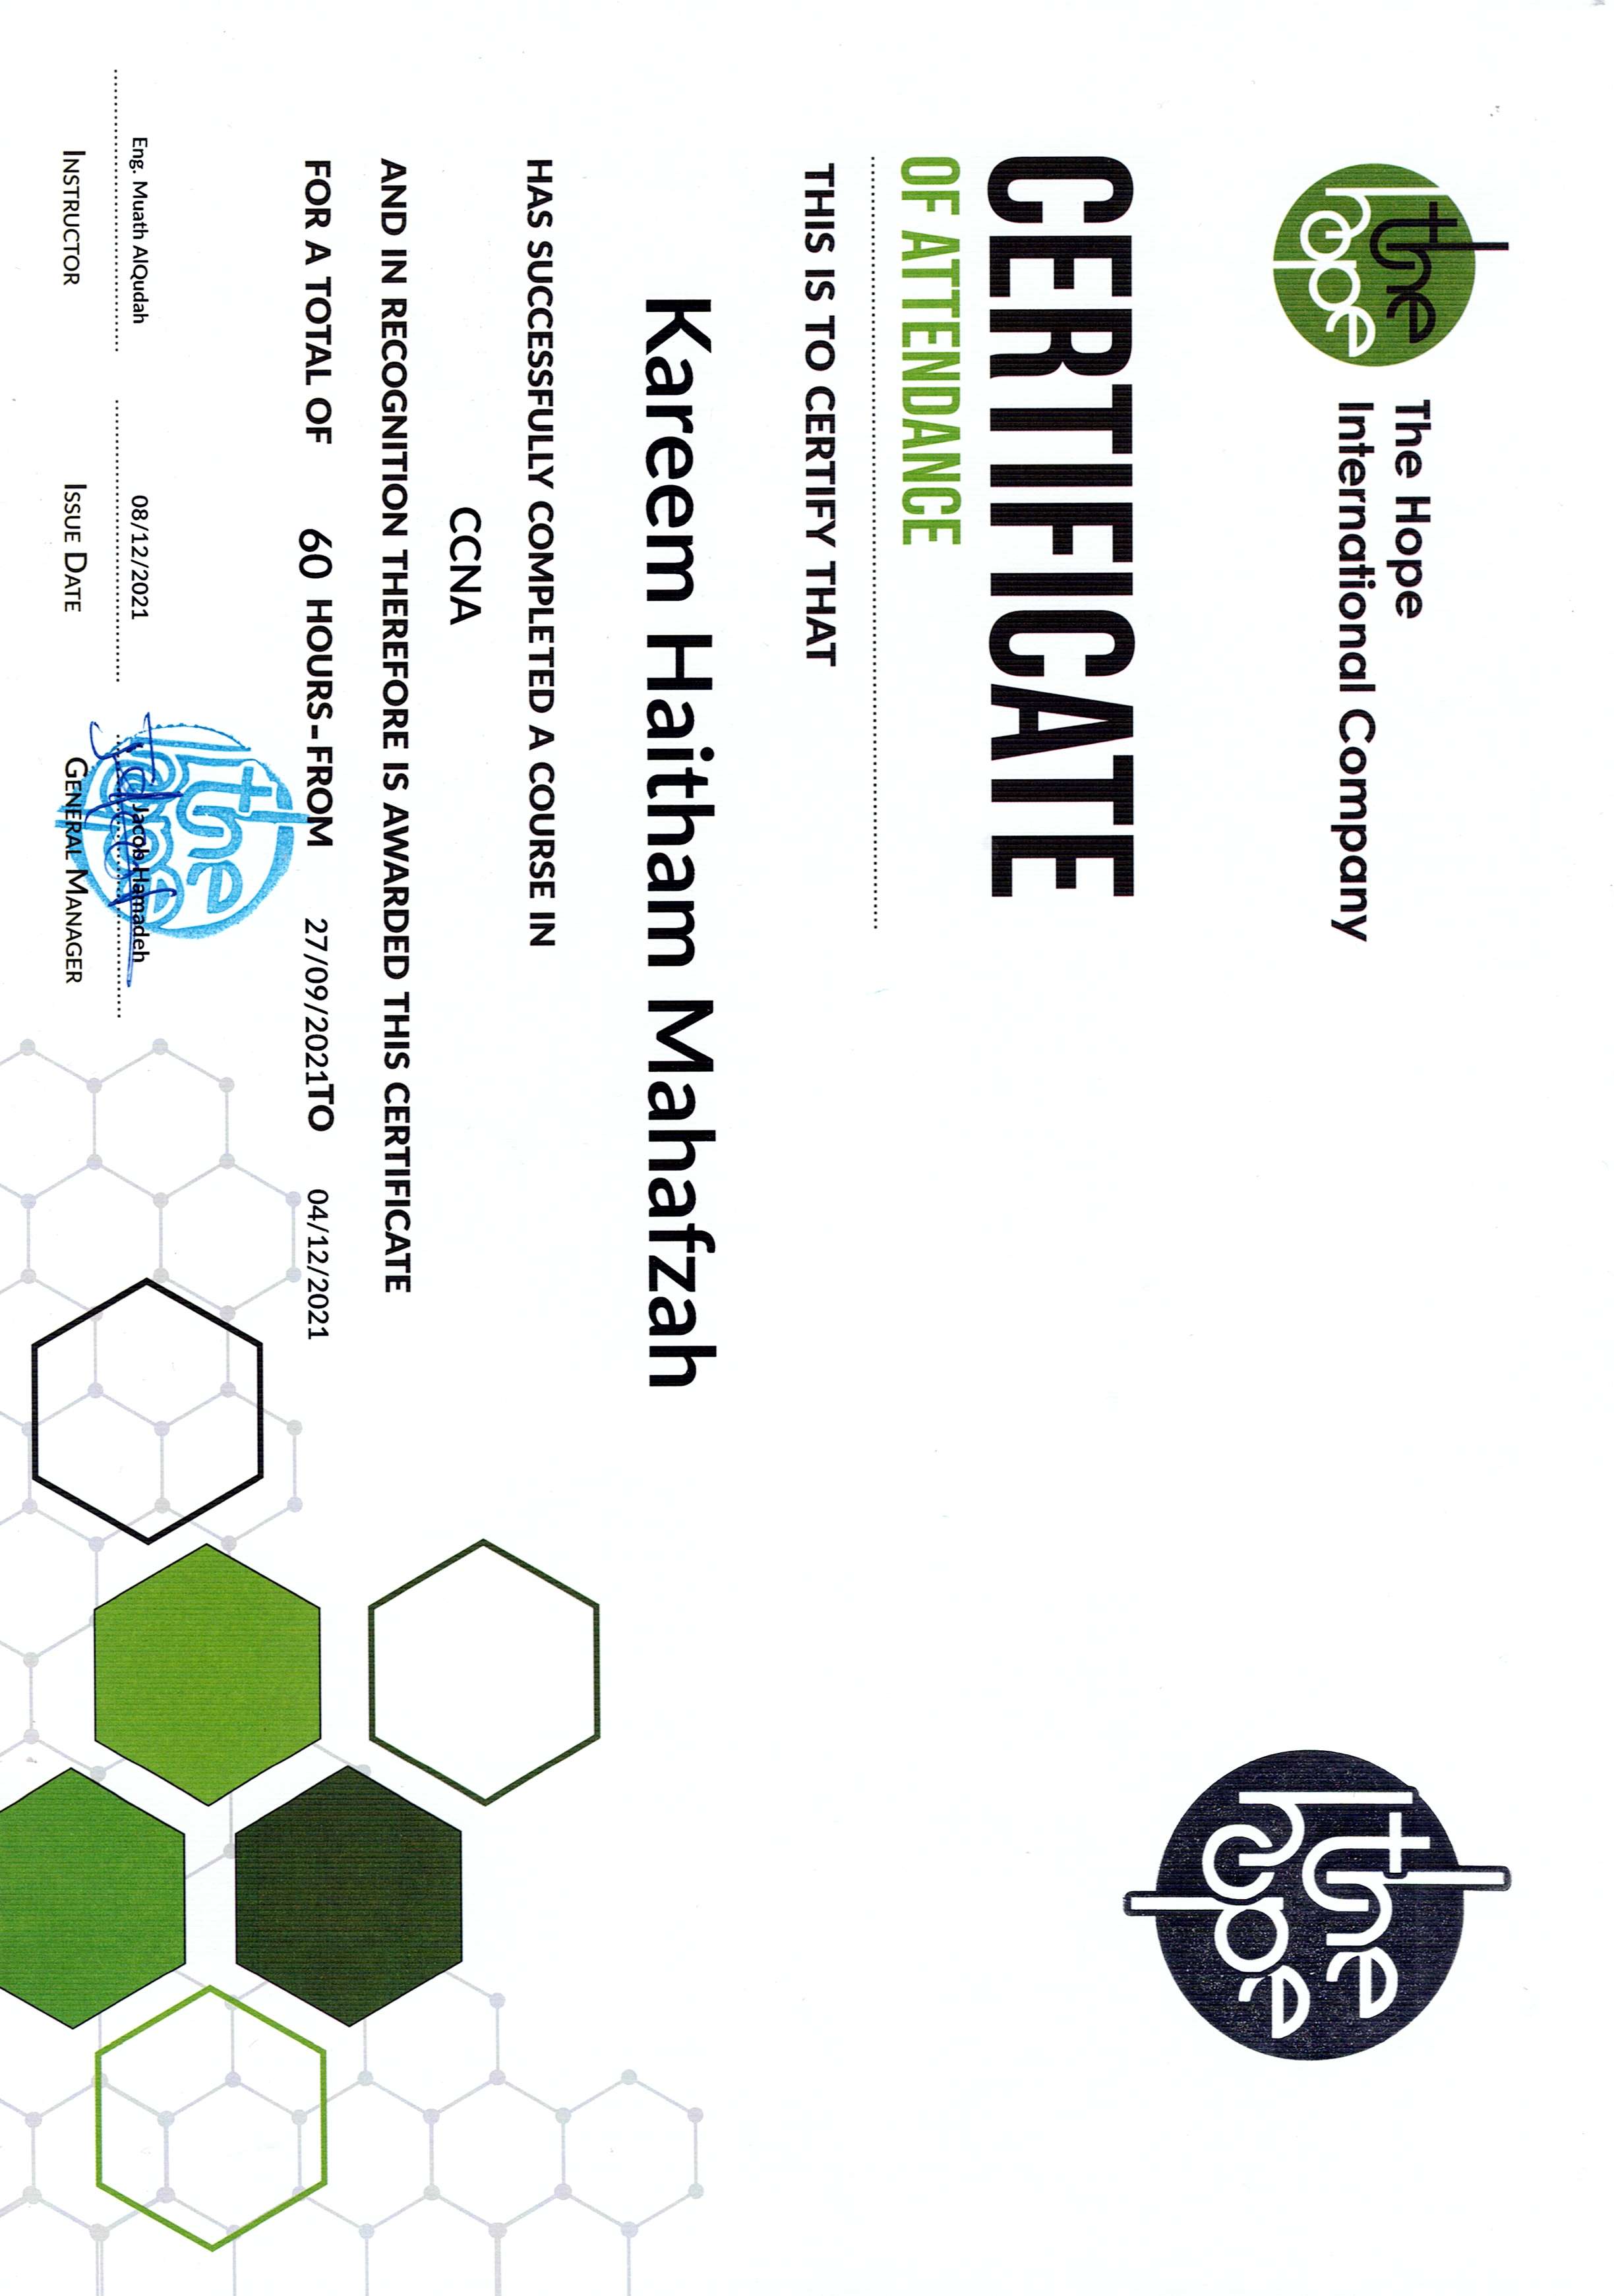 the hope
The Hope
International Company
the hope
CERTIFICATE
OF ATTENDANCE
THIS IS TO CERTIFY THAT
Kareem Haitham Mahafzah
HAS SUCCESSFULLY COMPLETED A COURSE IN
CCNA
AND IN RECOGNITION THEREFORE IS AWARDED THIS CERTIFICATE
FOR A TOTAL OF 60 HOURS-FROM 27/09/2021 TO 04/12/2021
the hope
Eng. Muath AlQudah 08/12/2021 Jacob Hamadeh
INSTRUCTOR ISSUE DATE GENERAL MANAGER